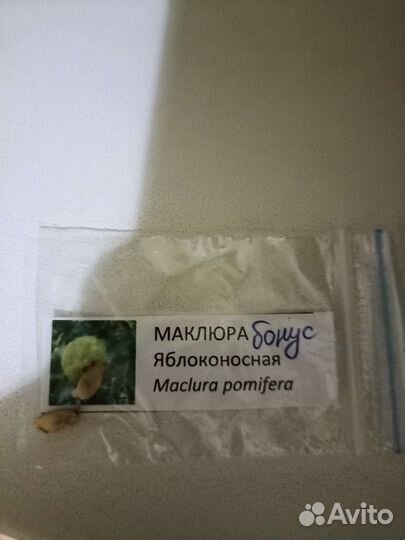 МАКЛЮРА бонус
Яблоконосная
Maclura pomifera
Avito